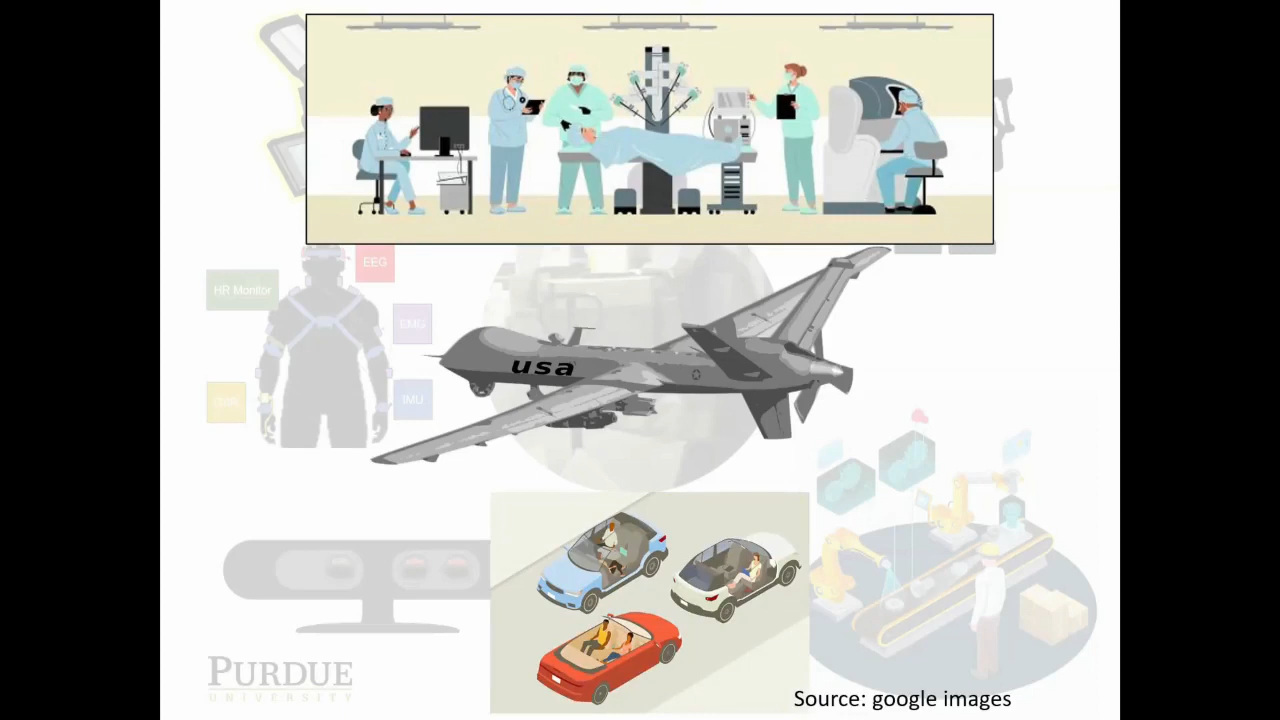 EEG
HR Monitor
EMG
usa
IMU
PURDUE
UNIVERSITY
Source: google images